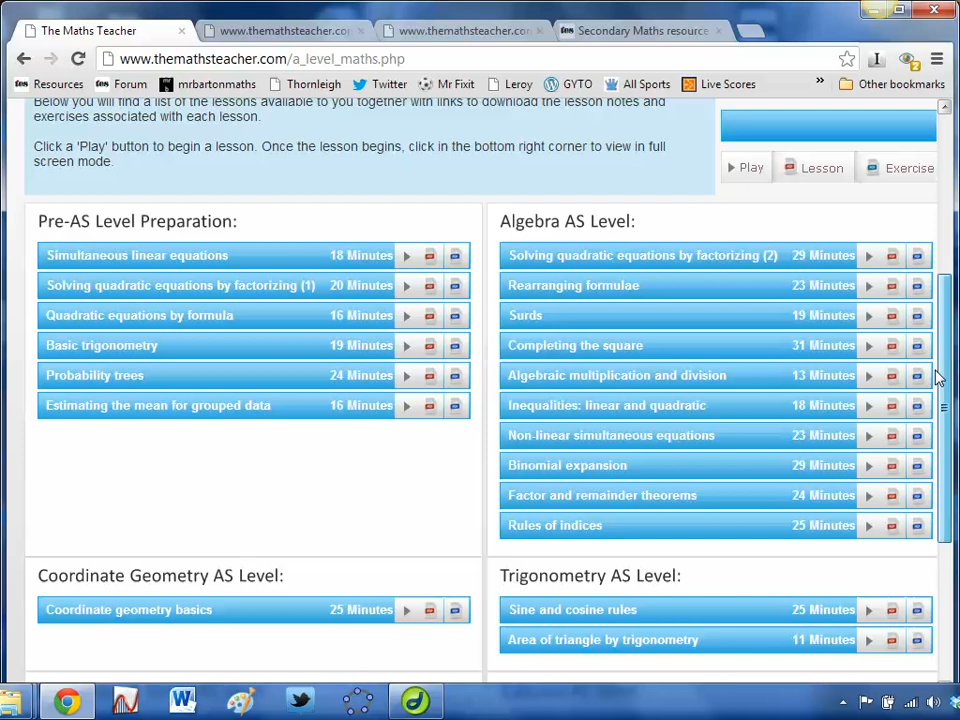 The Maths Teacher
www.themathsteacher.co
www.themathsteacher.com
Secondary Maths resource
www.themathsteacher.com/a_level_maths.php
Resources
Forum
mrbartonmaths
Thornleigh
Twitter
Mr Fixit
Leroy
GYTO
All Sports
Live Scores
»
Other bookmarks
Below you will find a list of the lessons available to you together with links to download the lesson notes and
exercises associated with each lesson.
Click a 'Play' button to begin a lesson. Once the lesson begins, click in the bottom right corner to view in full
screen mode.
Play
Lesson
Exercise
Pre-AS Level Preparation:
Simultaneous linear equations 18 Minutes
Solving quadratic equations by factorizing (1) 20 Minutes
Quadratic equations by formula 16 Minutes
Basic trigonometry 19 Minutes
Probability trees 24 Minutes
Estimating the mean for grouped data 16 Minutes
Algebra AS Level:
Solving quadratic equations by factorizing (2) 29 Minutes
Rearranging formulae 23 Minutes
Surds 19 Minutes
Completing the square 31 Minutes
Algebraic multiplication and division 13 Minutes
Inequalities: linear and quadratic 18 Minutes
Non-linear simultaneous equations 23 Minutes
Binomial expansion 29 Minutes
Factor and remainder theorems 24 Minutes
Rules of indices 25 Minutes
Coordinate Geometry AS Level:
Coordinate geometry basics 25 Minutes
Trigonometry AS Level:
Sine and cosine rules 25 Minutes
Area of triangle by trigonometry 11 Minutes